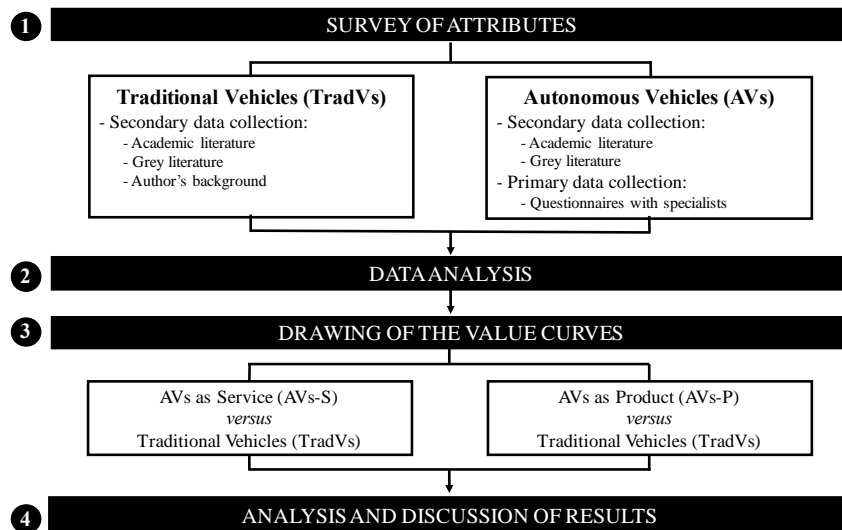 1 SURVEY OF ATTRIBUTES
Traditional Vehicles (TradVs)
- Secondary data collection:
- Academic literature
- Grey literature
- Author's background
Autonomous Vehicles (AVs)
- Secondary data collection:
- Academic literature
- Grey literature
- Primary data collection:
- Questionnaires with specialists
2 DATA ANALYSIS
3 DRAWING OF THE VALUE CURVES
AVs as Service (AVs-S)
versus
Traditional Vehicles (TradVs)
AVs as Product (AVs-P)
versus
Traditional Vehicles (TradVs)
4 ANALYSIS AND DISCUSSION OF RESULTS